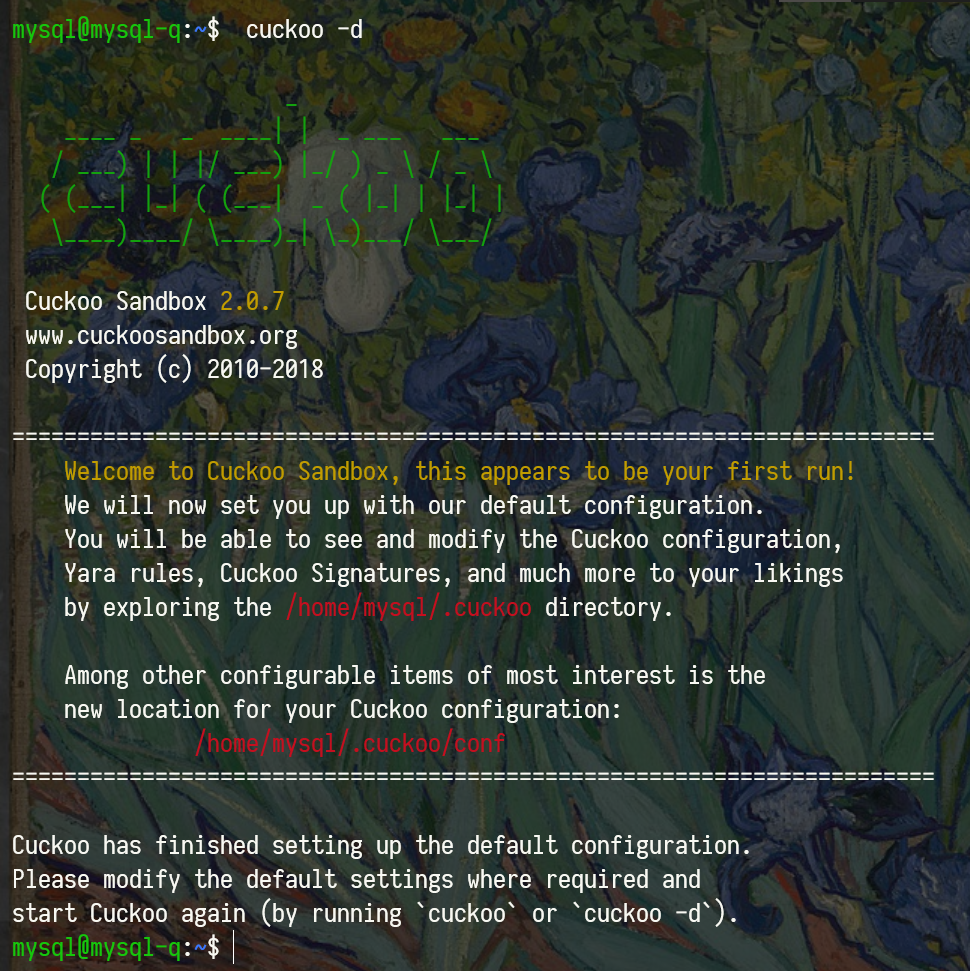 mysql@mysql-q:~$  cuckoo -d
                     _
    ____ _   _  ____| |  _ ___   ___
   / ___) | | |/ ___) |_/ ) _ \ / _ \
  ( (___| |_| ( (___|  _ ( |_| | |_| |
   \____)____/ \____)_| \_)___/ \___/
 Cuckoo Sandbox 2.0.7
 www.cuckoosandbox.org
 Copyright (c) 2010-2018
=======================================================================
    Welcome to Cuckoo Sandbox, this appears to be your first run!
    We will now set you up with our default configuration.
    You will be able to see and modify the Cuckoo configuration,
    Yara rules, Cuckoo Signatures, and much more to your likings
    by exploring the /home/mysql/.cuckoo directory.
    Among other configurable items of most interest is the
    new location for your Cuckoo configuration:
              /home/mysql/.cuckoo/conf
=======================================================================
Cuckoo has finished setting up the default configuration.
Please modify the default settings where required and
start Cuckoo again (by running `cuckoo` or `cuckoo -d`).
mysql@mysql-q:~$